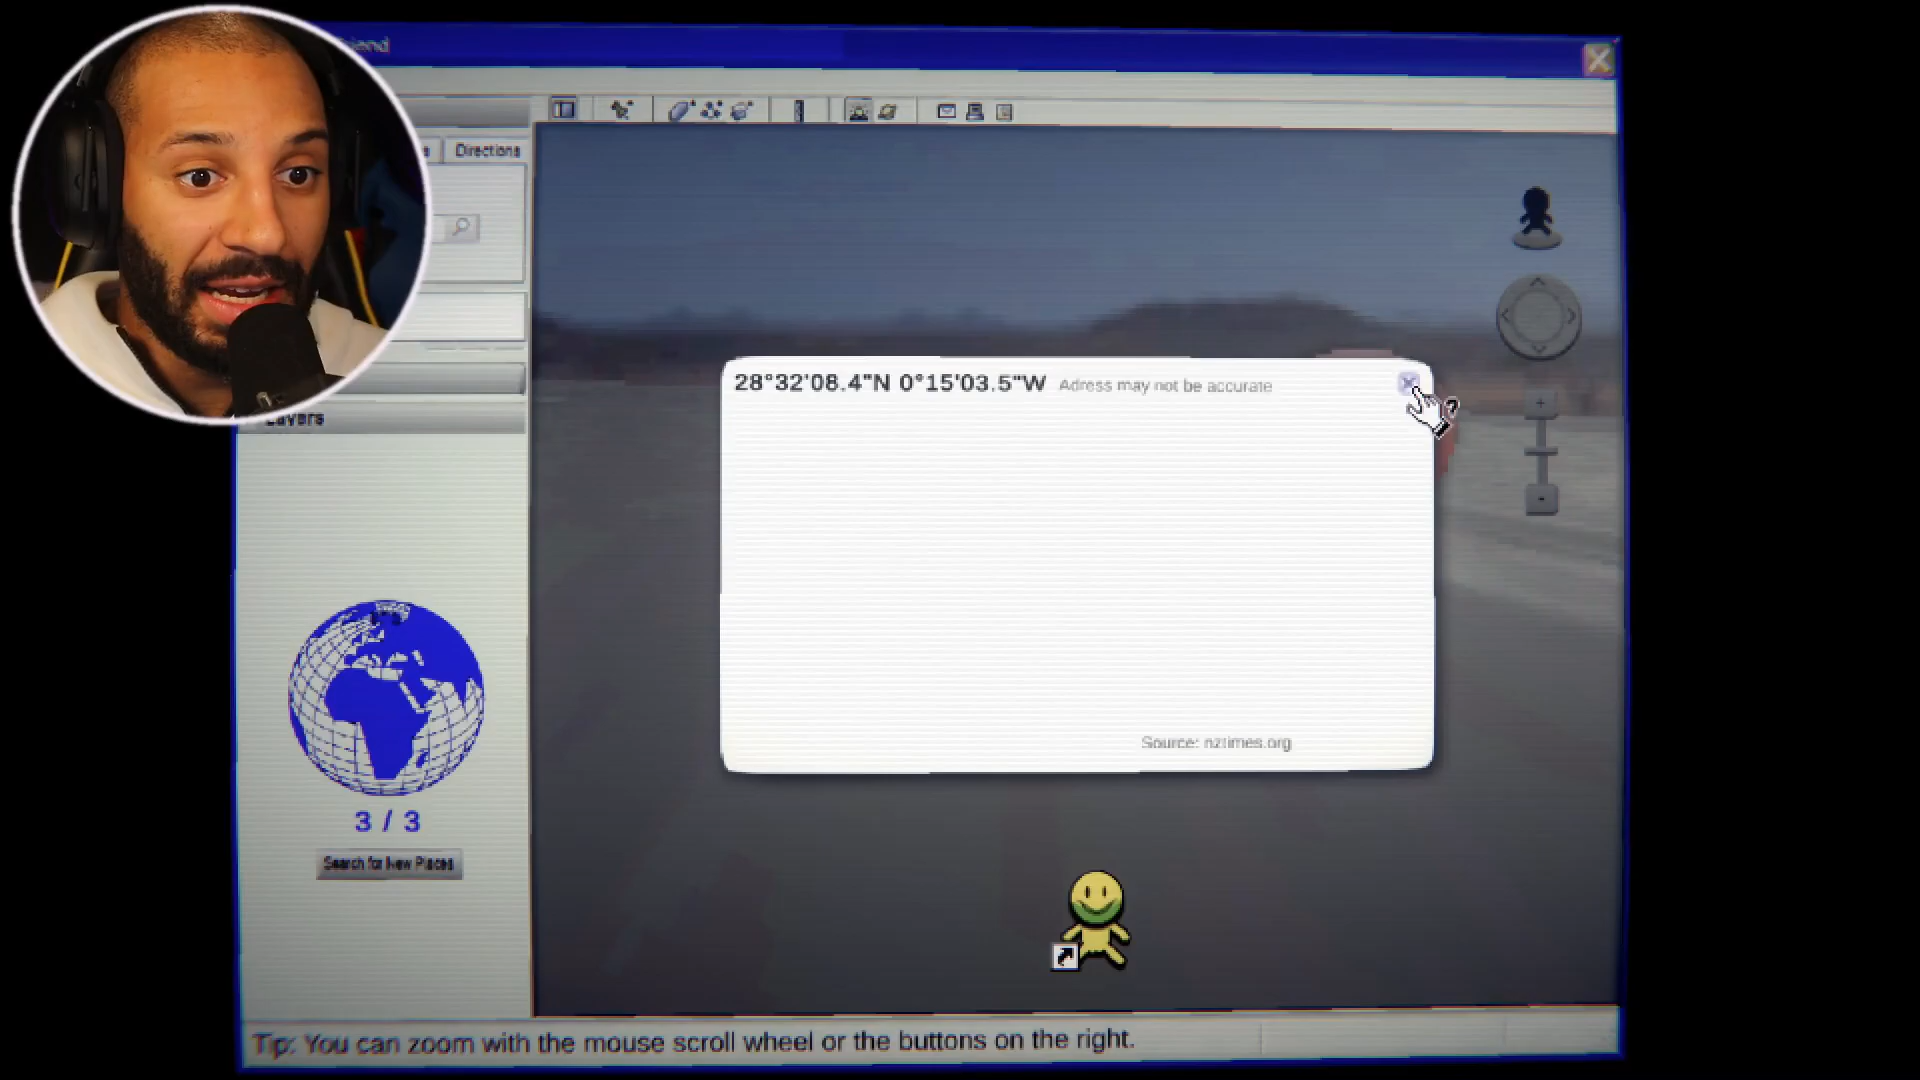 iend
Directions
Layers
28°32'08.4"N 0°15'03.5"W Adress may not be accurate
Source: nztimes.org
3 / 3
Search for New Places
Tip: You can zoom with the mouse scroll wheel or the buttons on the right.